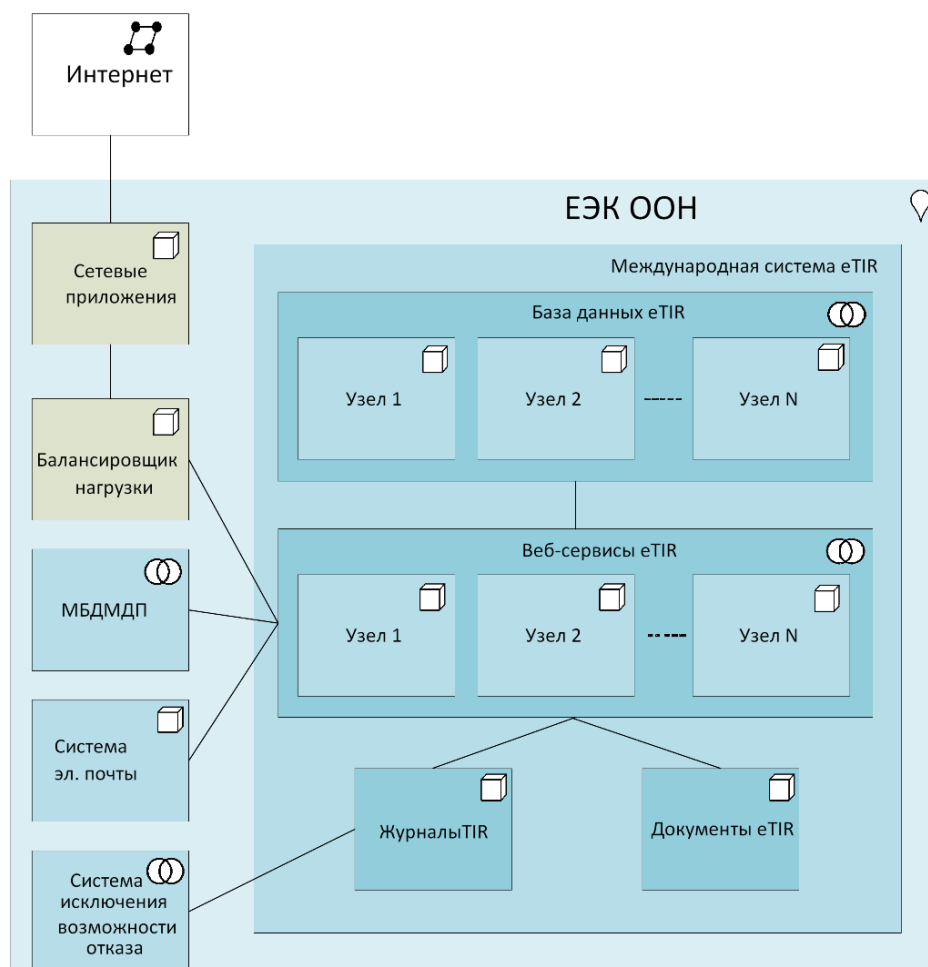 Интернет
ЕЭК ООН
Сетевые
приложения
Международная система eTIR
База данных eTIR
Узел 1
Узел 2
Узел N
Балансировщик
нагрузки
Веб-сервисы eTIR
МБДМДП
Узел 1
Узел 2
Узел N
Система
эл. почты
ЖурналыTIR
Документы eTIR
Система
исключения
возможности
отказа